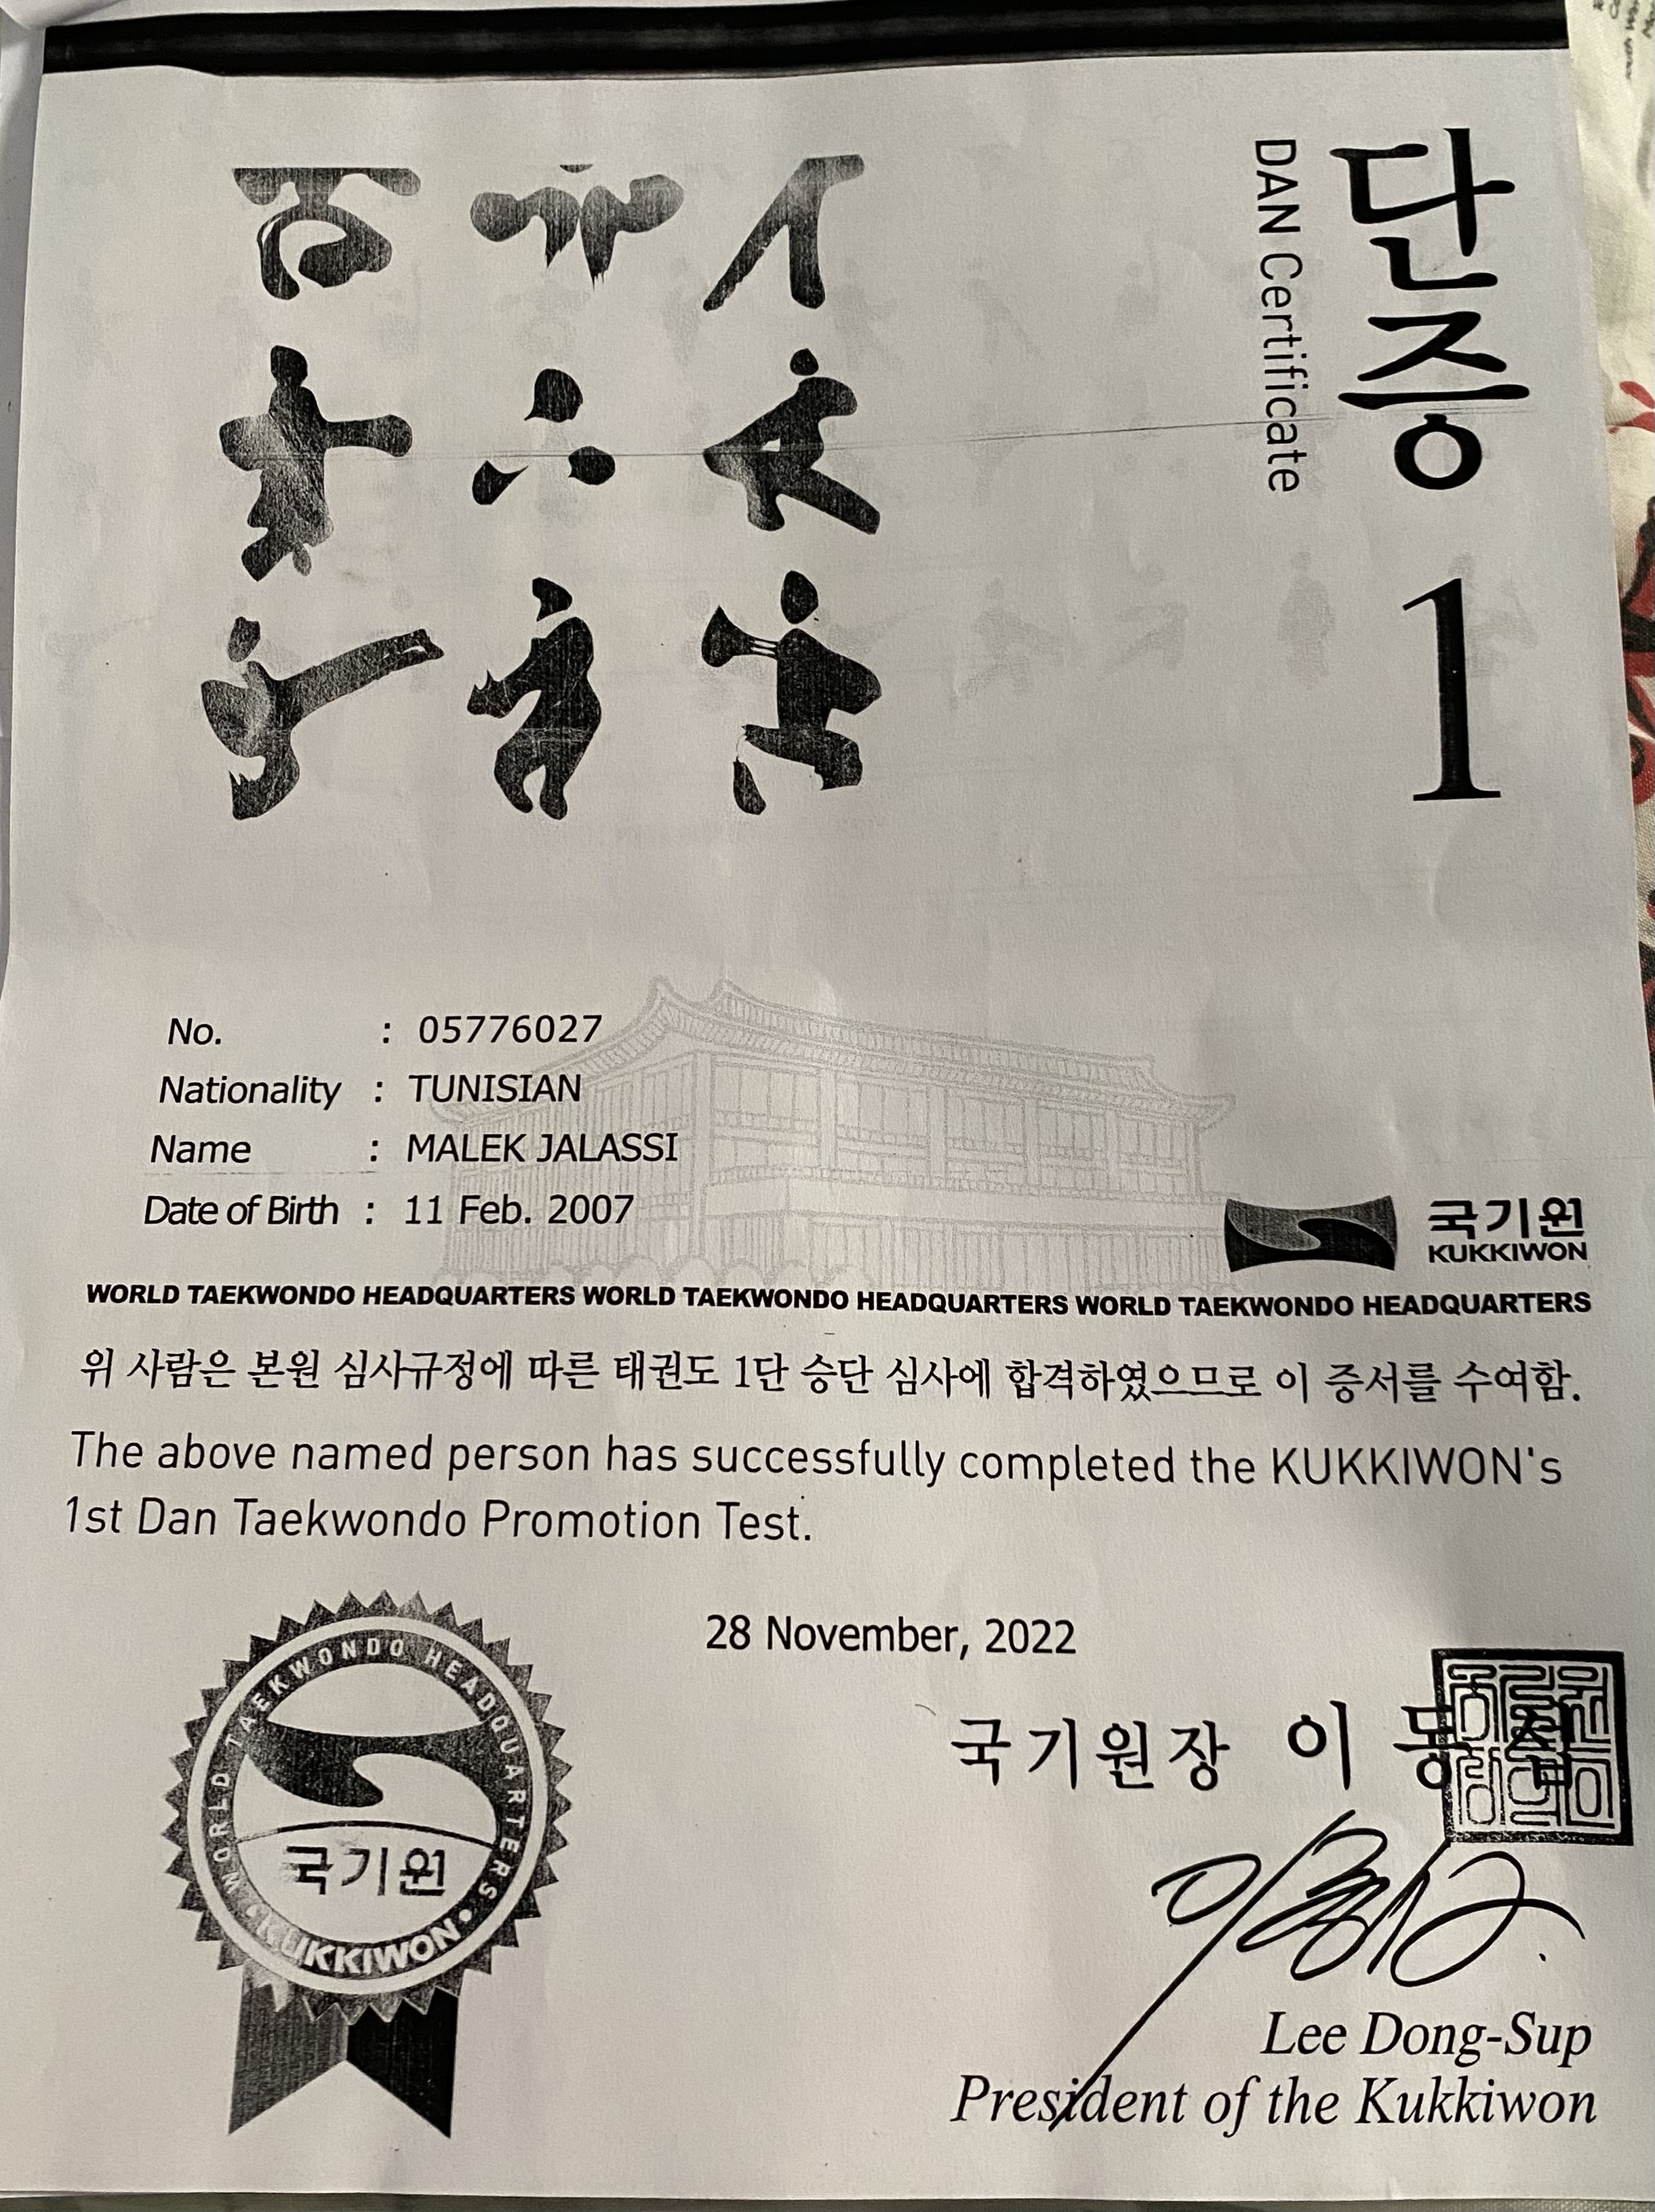 단증
DAN Certificate
1
No. : 05776027
Nationality : TUNISIAN
Name : MALEK JALASSI
Date of Birth : 11 Feb. 2007
국기원
KUKKIWON
WORLD TAEKWONDO HEADQUARTERS WORLD TAEKWONDO HEADQUARTERS WORLD TAEKWONDO HEADQUARTERS
위 사람은 본원 심사규정에 따른 태권도 1단 승단 심사에 합격하였으므로 이 증서를 수여함.
The above named person has successfully completed the KUKKIWON's
1st Dan Taekwondo Promotion Test.
28 November, 2022
WORLD TAEKWONDO HEADQUARTERS
국기원
• KUKKIWON •
국기원장 이 동 섭
Lee Dong-Sup
President of the Kukkiwon